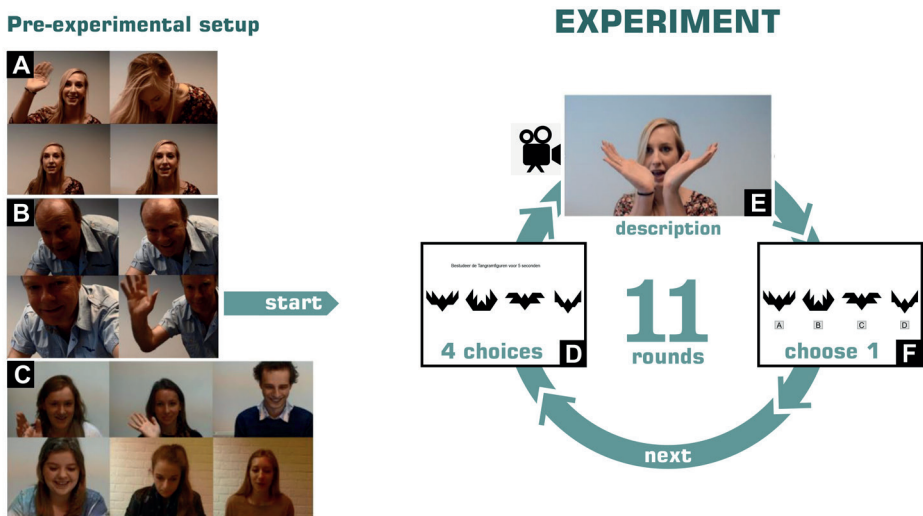 Pre-experimental setup
EXPERIMENT
A
B
C
start
E
description
Bestudeer de Tangramfiguren voor 5 seconden
4 choices
D
11
rounds
A B C D
choose 1
F
next